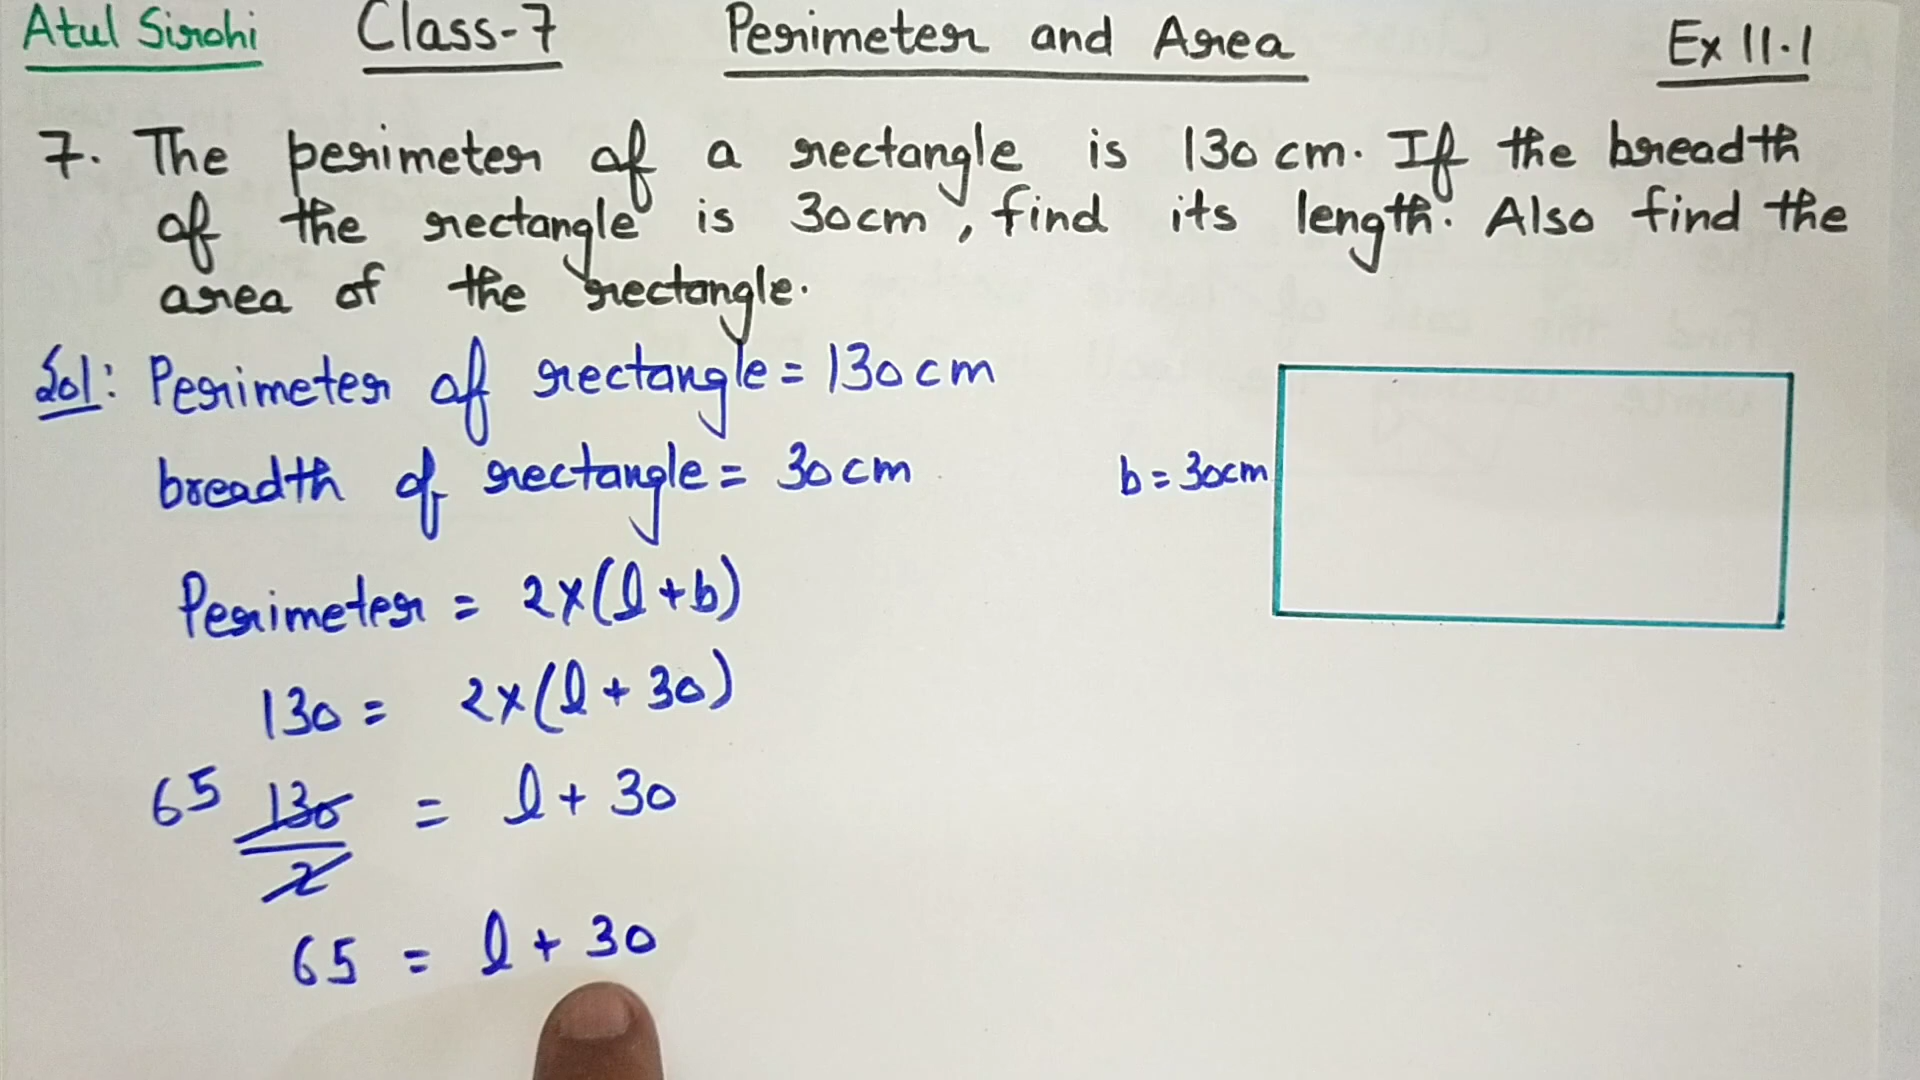 Atul Sirohi Class-7 Perimeter and Area Ex 11.1
7. The perimeter of a rectangle is 130 cm. If the breadth
of the rectangle is 30cm, find its length. Also find the
area of the rectangle.
Sol: Perimeter of rectangle = 130 cm
breadth of rectangle = 30 cm
b = 30cm
Perimeter = 2×(l+b)
130 = 2×(l+30)
65 130/2 = l + 30
65 = l + 30